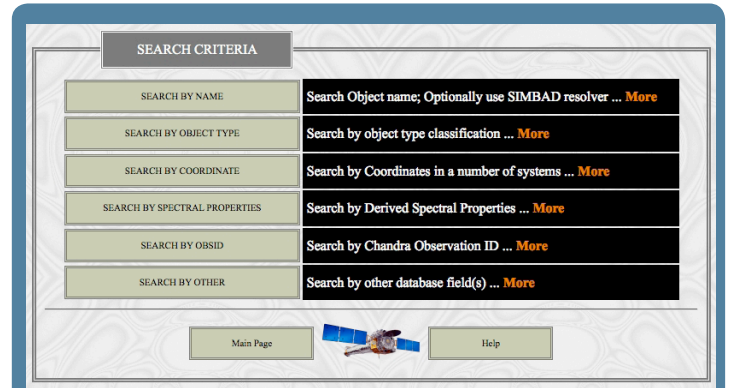 SEARCH CRITERIA
SEARCH BY NAME Search Object name; Optionally use SIMBAD resolver ... More
SEARCH BY OBJECT TYPE Search by object type classification ... More
SEARCH BY COORDINATE Search by Coordinates in a number of systems ... More
SEARCH BY SPECTRAL PROPERTIES Search by Derived Spectral Properties ... More
SEARCH BY OBSID Search by Chandra Observation ID ... More
SEARCH BY OTHER Search by other database field(s) ... More
Main Page Help